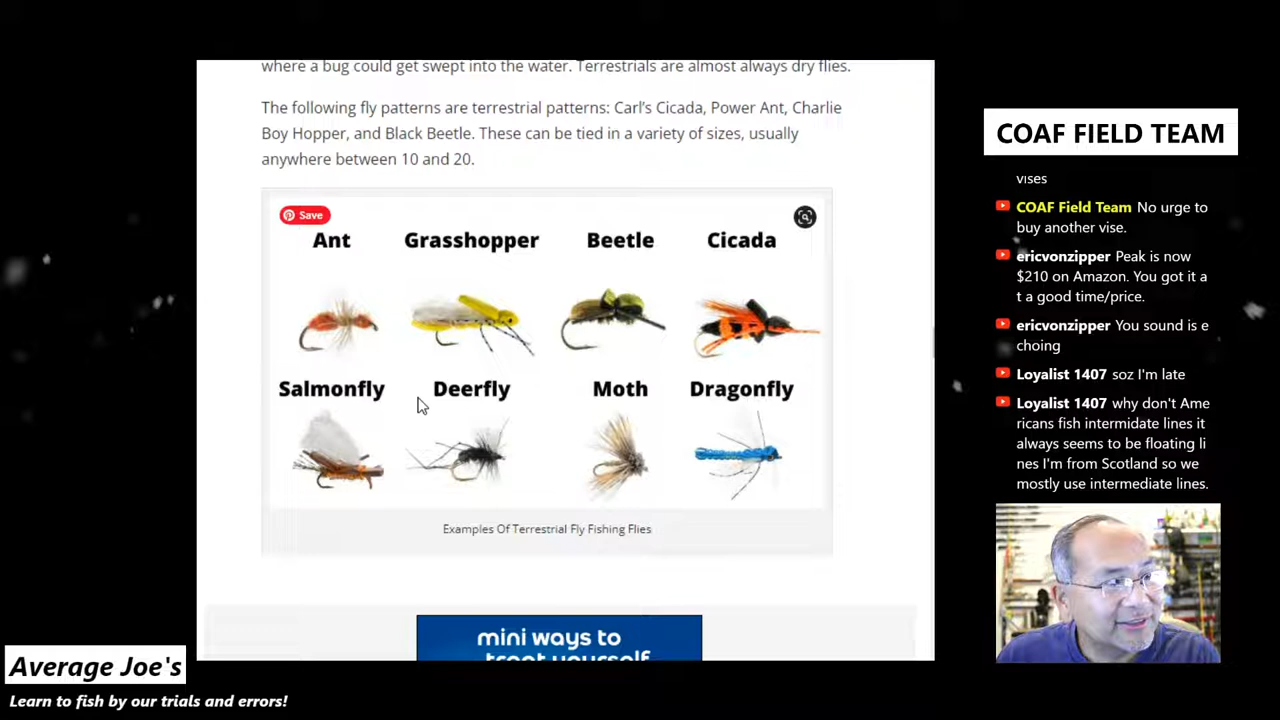 where a bug could get swept into the water. Terrestrials are almost always dry flies.
The following fly patterns are terrestrial patterns: Carl's Cicada, Power Ant, Charlie
Boy Hopper, and Black Beetle. These can be tied in a variety of sizes, usually
anywhere between 10 and 20.
Save
Ant Grasshopper Beetle Cicada
Salmonfly Deerfly Moth Dragonfly
Examples Of Terrestrial Fly Fishing Flies
mini ways to
treat yourself
COAF FIELD TEAM
vises
COAF Field Team No urge to
buy another vise.
ericvonzipper Peak is now
$210 on Amazon. You got it a
t a good time/price.
ericvonzipper You sound is e
choing
Loyalist 1407 soz I'm late
Loyalist 1407 why don't Ame
ricans fish intermidate lines it
always seems to be floating li
nes I'm from Scotland so we
mostly use intermediate lines.
Average Joe's
Learn to fish by our trials and errors!